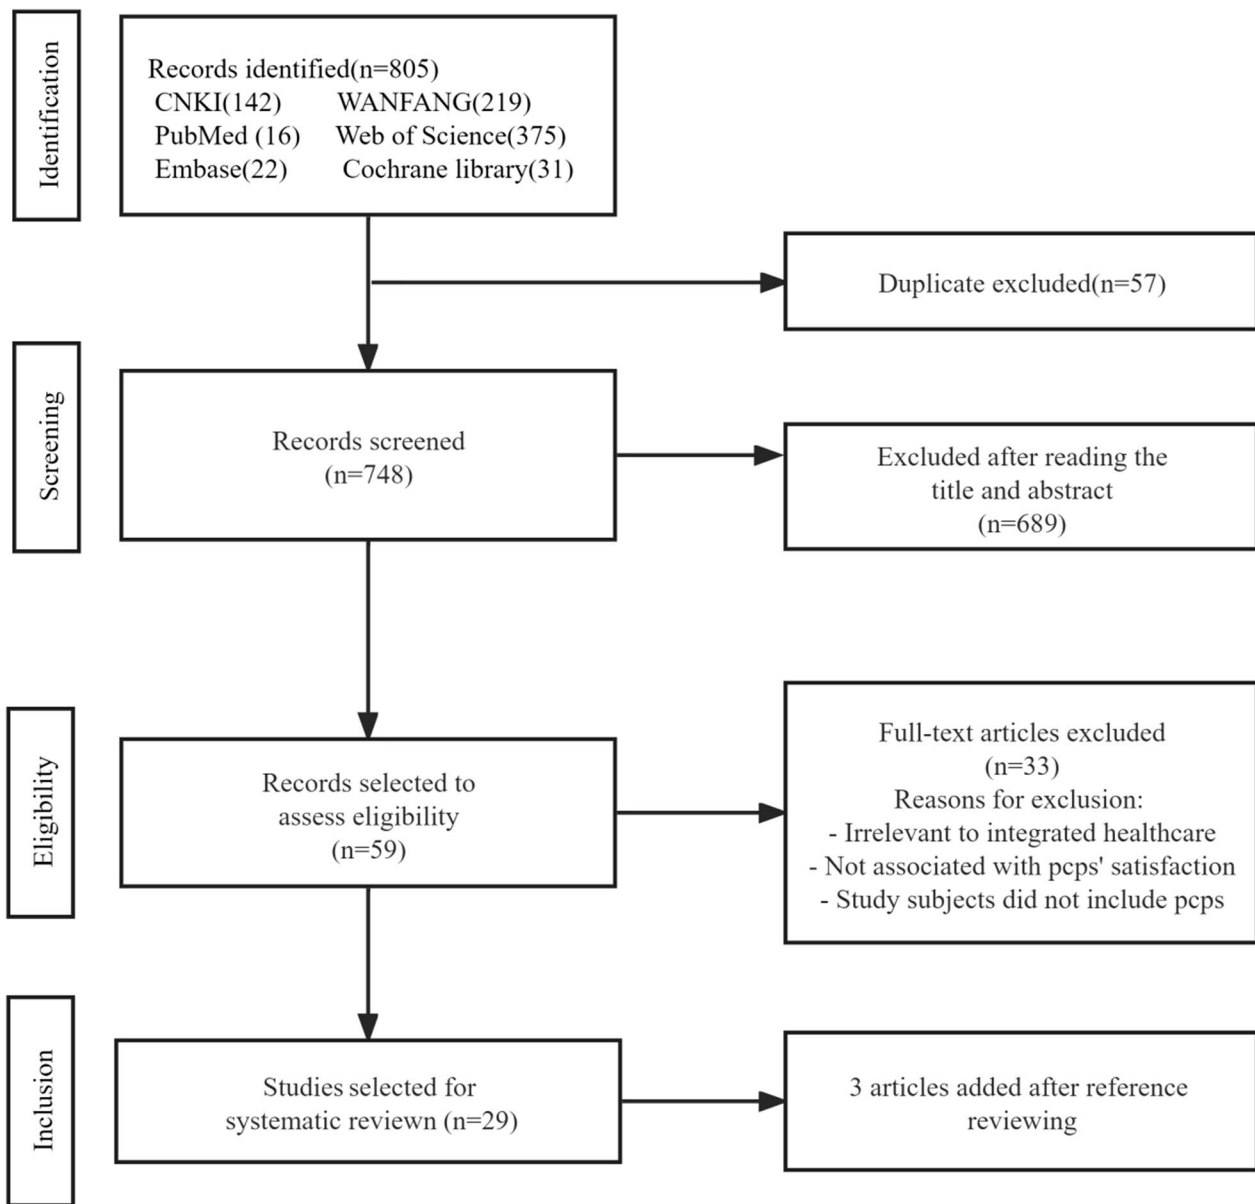 Identification
Records identified(n=805)
CNKI(142) WANFANG(219)
PubMed (16) Web of Science(375)
Embase(22) Cochrane library(31)
Duplicate excluded(n=57)
Screening
Records screened
(n=748)
Excluded after reading the
title and abstract
(n=689)
Eligibility
Records selected to
assess eligibility
(n=59)
Full-text articles excluded
(n=33)
Reasons for exclusion:
- Irrelevant to integrated healthcare
- Not associated with pcps' satisfaction
- Study subjects did not include pcps
Inclusion
Studies selected for
systematic reviewn (n=29)
3 articles added after reference
reviewing